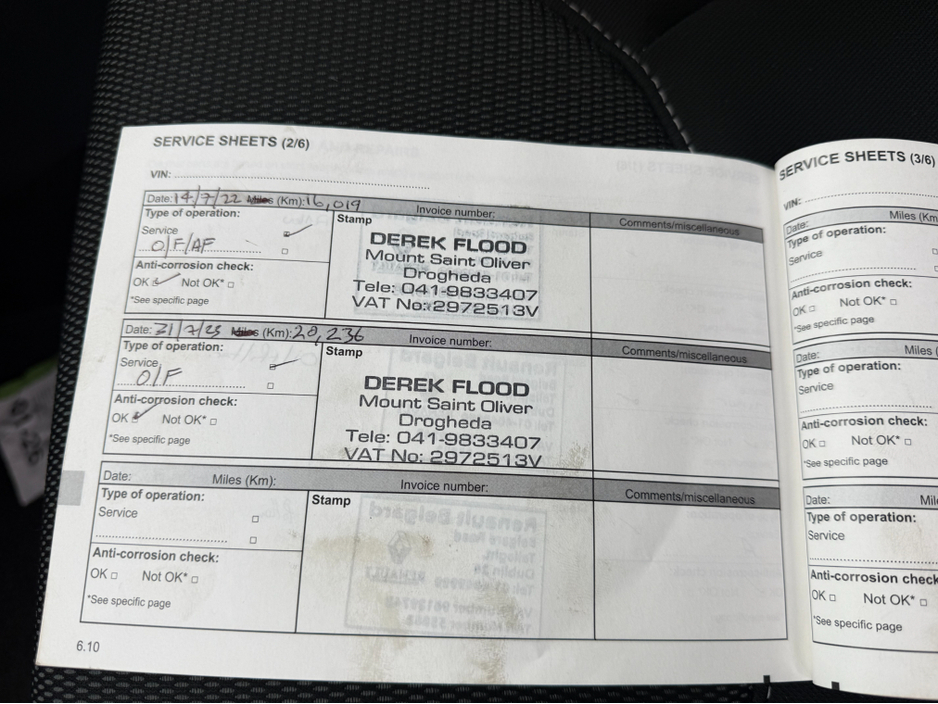 SERVICE SHEETS (2/6)
VIN:
Date: 14/7/22 Miles (Km): 16,019 Invoice number:
Type of operation:
Stamp
Comments/miscellaneous
Service
O/F/AF
DEREK FLOOD
Mount Saint Oliver
Drogheda
Tele: 041-9833407
VAT No: 2972513V
Anti-corrosion check:
OK Not OK*
*See specific page
Date: 21/7/23 Miles (Km): 28,236 Invoice number:
Type of operation:
Stamp
Comments/miscellaneous
Service
O/F
DEREK FLOOD
Mount Saint Oliver
Drogheda
Tele: 041-9833407
VAT No: 2972513V
Anti-corrosion check:
OK Not OK*
*See specific page
Date: Miles (Km): Invoice number:
Type of operation:
Stamp
Comments/miscellaneous
Service
Anti-corrosion check:
OK Not OK*
*See specific page
6.10
SERVICE SHEETS (3/6)
VIN:
Date: Miles (Km
Type of operation:
Service
Anti-corrosion check:
OK Not OK*
*See specific page
Date: Miles (
Type of operation:
Service
Anti-corrosion check:
OK Not OK*
*See specific page
Date: Mil
Type of operation:
Service
Anti-corrosion check
OK Not OK*
*See specific page